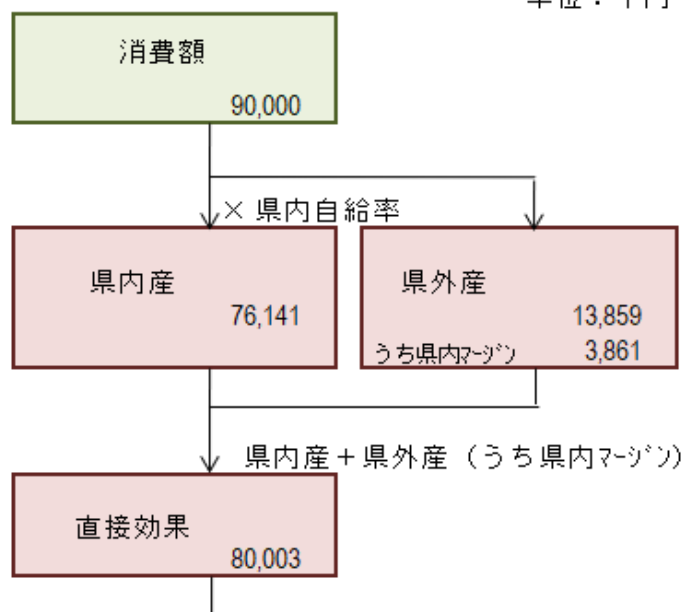 消費額
90,000
× 県内自給率
県内産
76,141
県外産
13,859
うち県内マージン 3,861
県内産+県外産(うち県内マージン)
直接効果
80,003